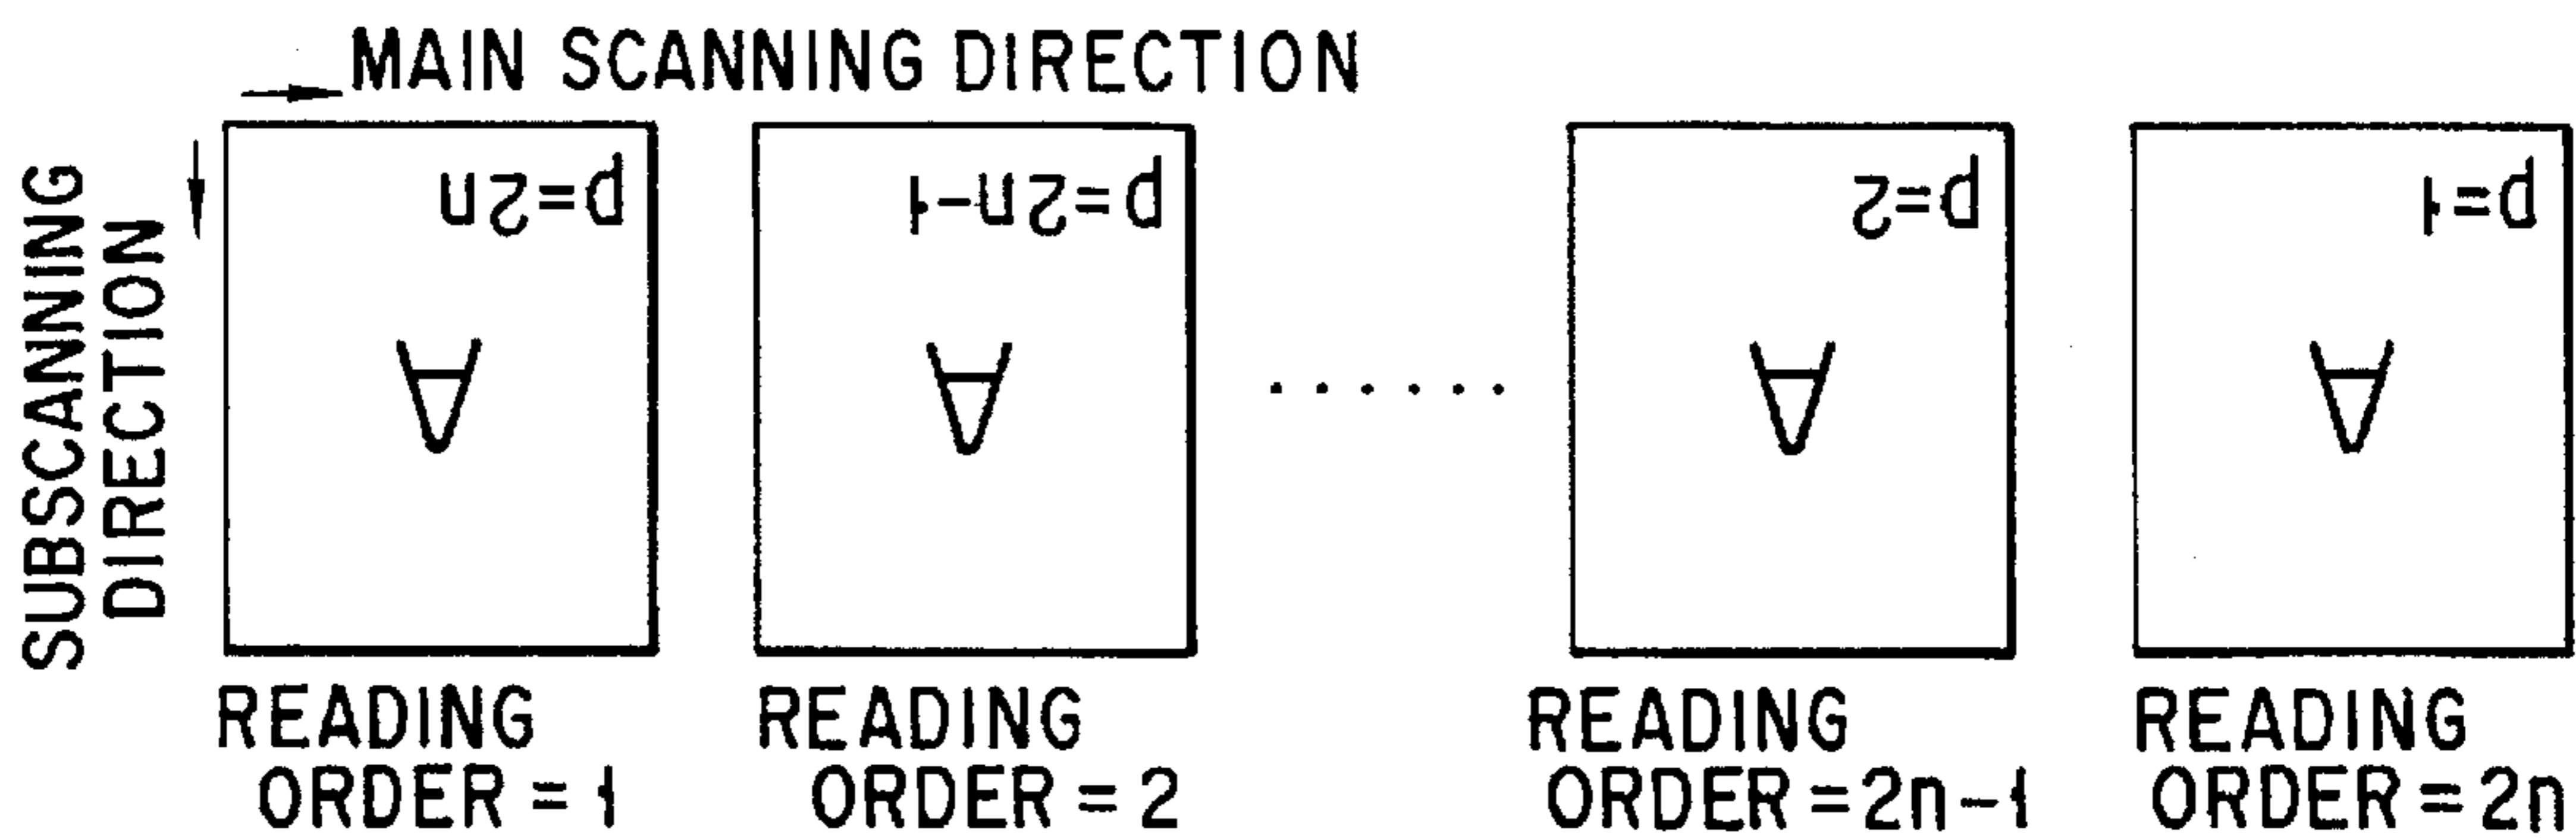 MAIN SCANNING DIRECTION
SUBSCANNING
DIRECTION
p=2n
p=2n-1
p=2
p=1
A
A
......
A
A
READING
ORDER = 1
READING
ORDER = 2
READING
ORDER = 2n-1
READING
ORDER = 2n